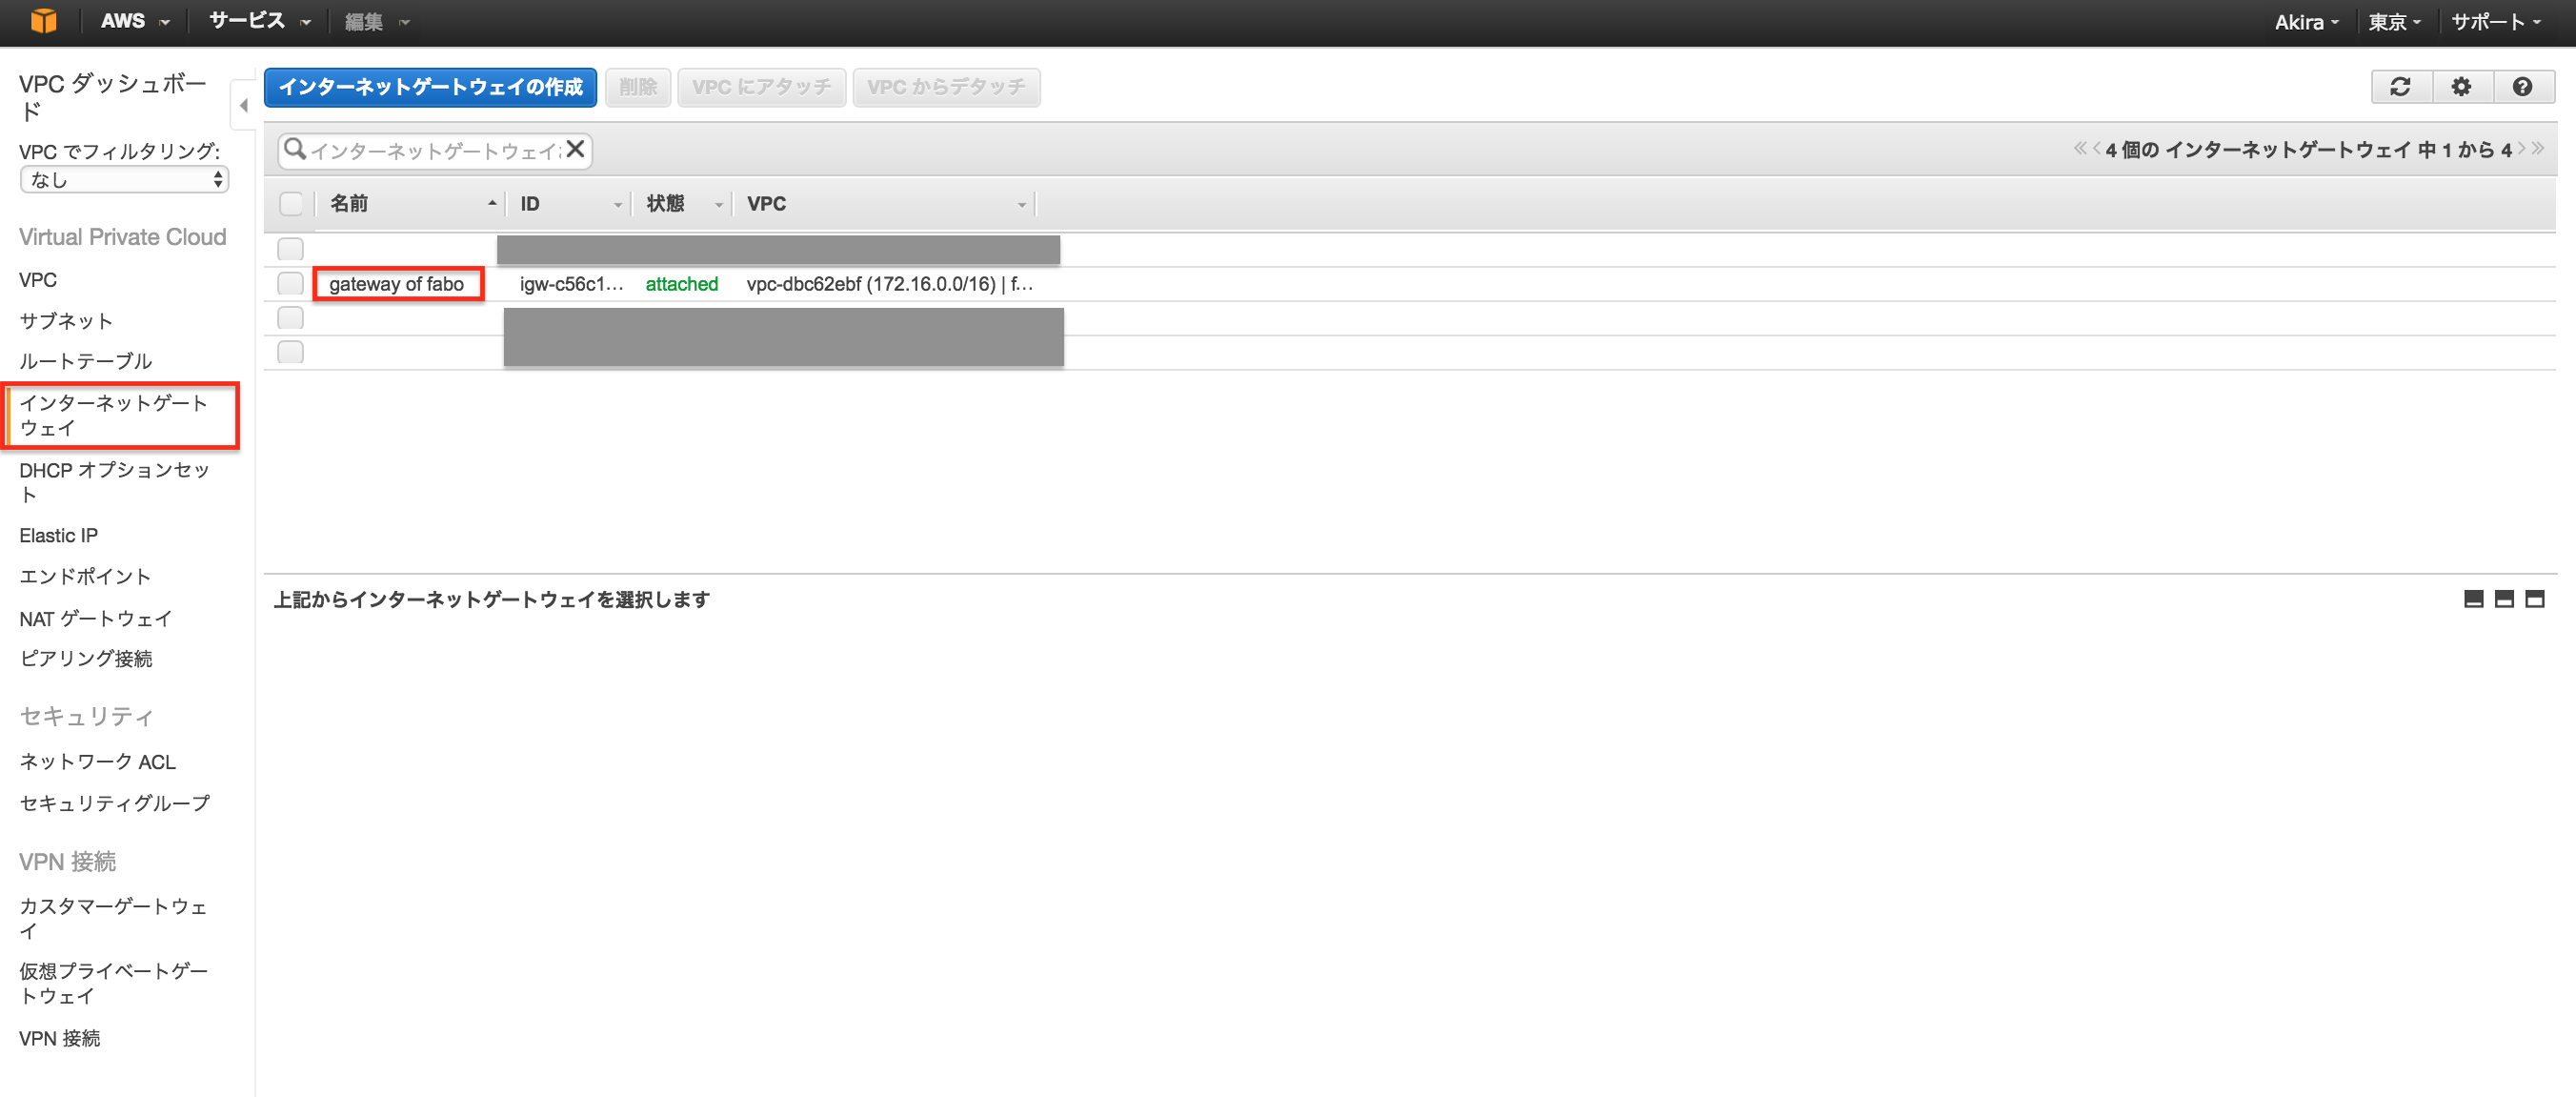 AWS サービス 編集 Akira 東京 サポート
VPC ダッシュボー
ド
VPC でフィルタリング:
なし
Virtual Private Cloud
VPC
サブネット
ルートテーブル
インターネットゲート
ウェイ
DHCP オプションセッ
ト
Elastic IP
エンドポイント
NAT ゲートウェイ
ピアリング接続
セキュリティ
ネットワーク ACL
セキュリティグループ
VPN 接続
カスタマーゲートウェ
イ
仮想プライベートゲー
トウェイ
VPN 接続
インターネットゲートウェイの作成 削除 VPC にアタッチ VPC からデタッチ
インターネットゲートウェイ
4 個の インターネットゲートウェイ 中 1 から 4
名前 ID 状態 VPC
gateway of fabo igw-c56c1... attached vpc-dbc62ebf (172.16.0.0/16) | f...
上記からインターネットゲートウェイを選択します